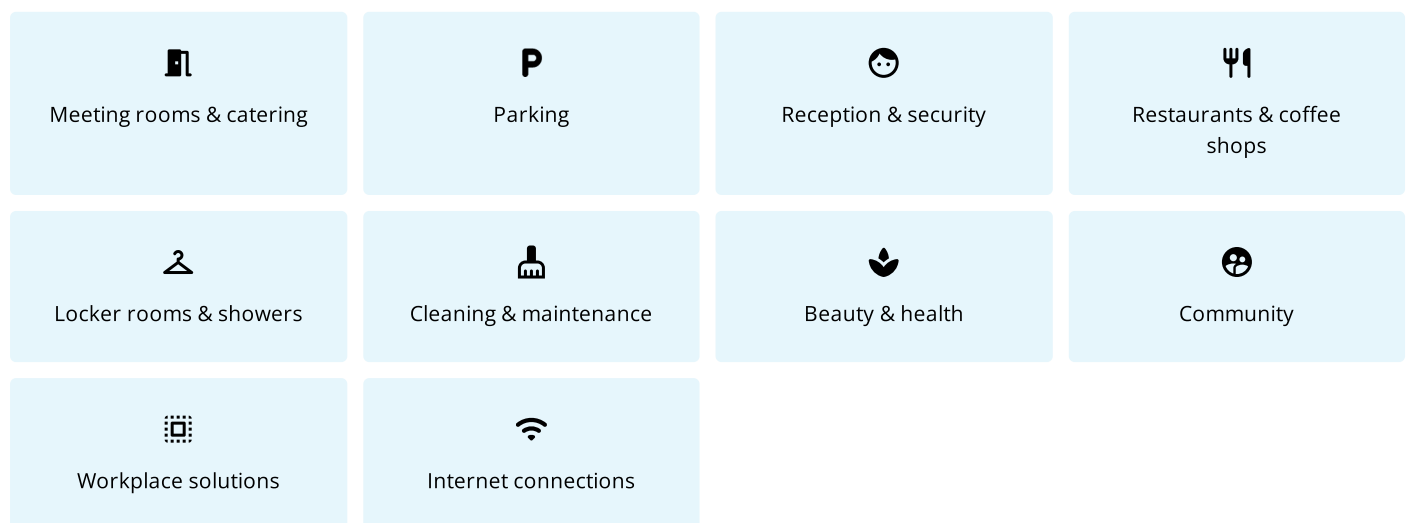 Meeting rooms & catering
Parking
Reception & security
Restaurants & coffee
shops
Locker rooms & showers
Cleaning & maintenance
Beauty & health
Community
Workplace solutions
Internet connections